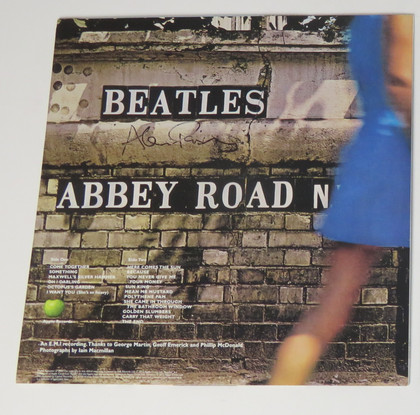 BEATLES
Alan Parsons
ABBEY ROAD N
COME TOGETHER
SOMETHING
MAXWELL'S SILVER HAMMER
OH! DARLING
OCTOPUS'S GARDEN
I WANT YOU (She's so Heavy)
HERE COMES THE SUN
BECAUSE
YOU NEVER GIVE ME
YOUR MONEY
SUN KING
MEAN MR MUSTARD
POLYTHENE PAM
SHE CAME IN THROUGH
THE BATHROOM WINDOW
GOLDEN SLUMBERS
CARRY THAT WEIGHT
THE END
An E.M.I. recording. Thanks to George Martin, Geoff Emerick and Phillip McDonald
Photographs by Iain Macmillan